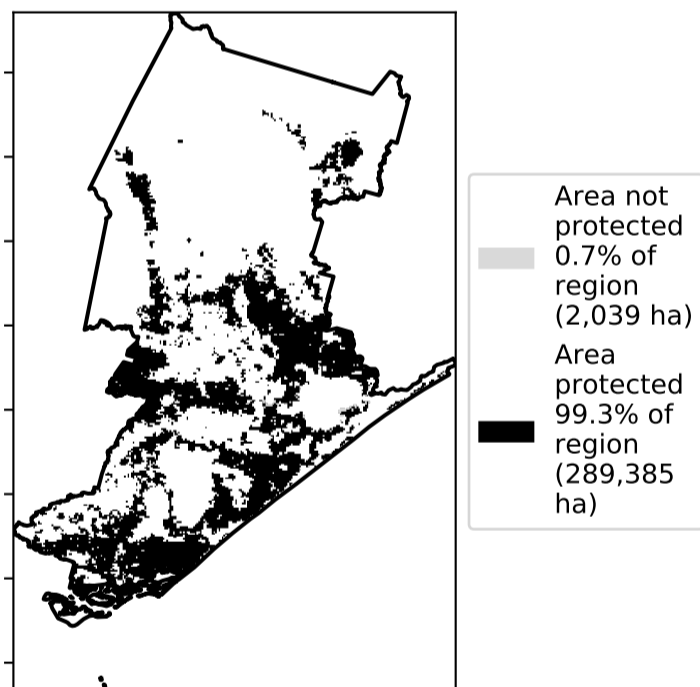 Area not
protected
0.7% of
region
(2,039 ha)
Area
protected
99.3% of
region
(289,385
ha)